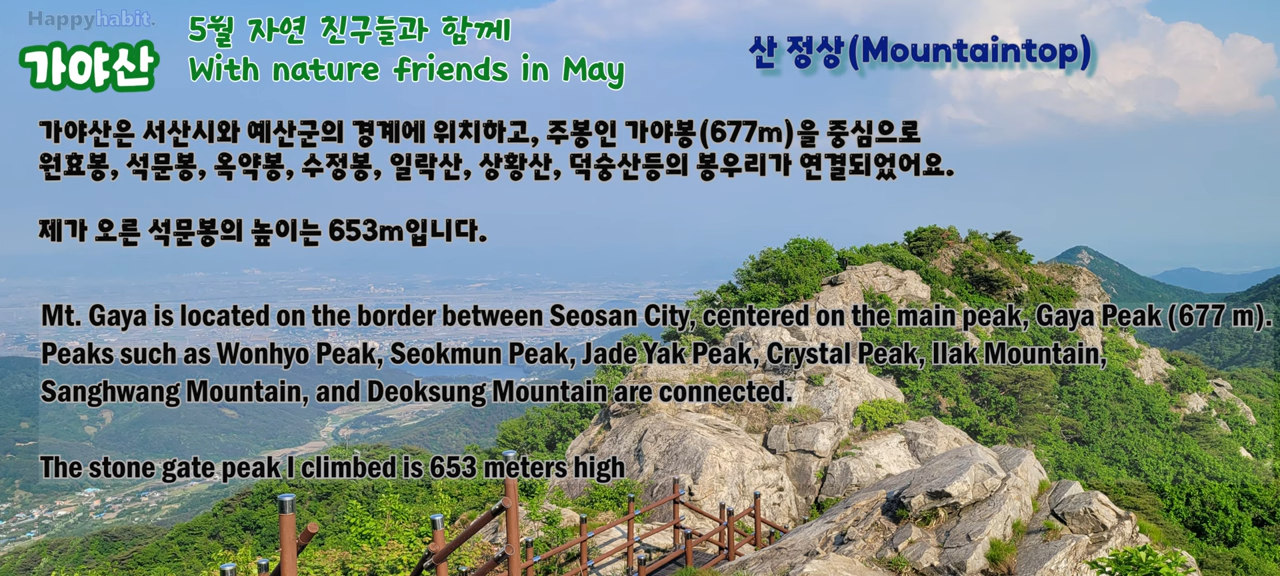 Happyhabit.
가야산
5월 자연 친구들과 함께
With nature friends in May
산 정상(Mountaintop)
가야산은 서산시와 예산군의 경계에 위치하고, 주봉인 가야봉(677m)을 중심으로
원효봉, 석문봉, 옥약봉, 수정봉, 일락산, 상황산, 덕숭산등의 봉우리가 연결되었어요.
제가 오른 석문봉의 높이는 653m입니다.
Mt. Gaya is located on the border between Seosan City, centered on the main peak, Gaya Peak (677 m).
Peaks such as Wonhyo Peak, Seokmun Peak, Jade Yak Peak, Crystal Peak, Ilak Mountain,
Sanghwang Mountain, and Deoksung Mountain are connected.
The stone gate peak I climbed is 653 meters high